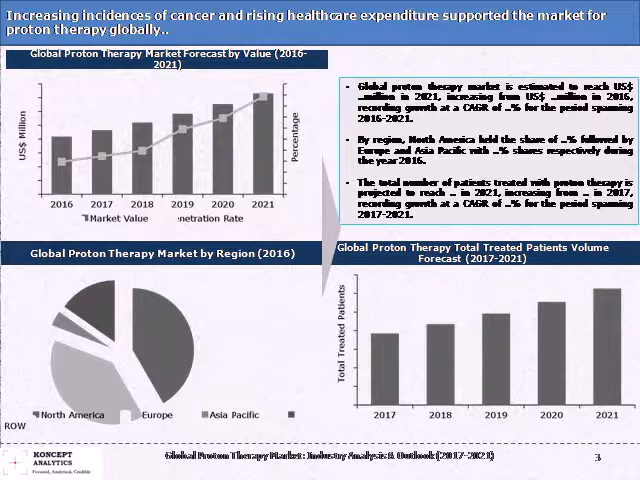 Increasing incidences of cancer and rising healthcare expenditure supported the market for
proton therapy globally..
Global Proton Therapy Market Forecast by Value (2016-
2021)
US$ Million
Percentage
2016 2017 2018 2019 2020 2021
Market Value netration Rate
- Global proton therapy market is estimated to reach US$
..million in 2021, increasing from US$ ..million in 2016,
recording growth at a CAGR of ..% for the period spanning
2016-2021.
- By region, North America held the share of ..% followed by
Europe and Asia Pacific with ..% shares respectively during
the year 2016.
- The total number of patients treated with proton therapy is
projected to reach .. in 2021, increasing from .. in 2017,
recording growth at a CAGR of ..% for the period spanning
2017-2021.
Global Proton Therapy Market by Region (2016)
North America Europe Asia Pacific
ROW
Global Proton Therapy Total Treated Patients Volume
Forecast (2017-2021)
Total Treated Patients
2017 2018 2019 2020 2021
KONCEPT
ANALYTICS
Focused, Analytical, Credible
Global Proton Therapy Market: Industry Analysis & Outlook (2017-2021)
3